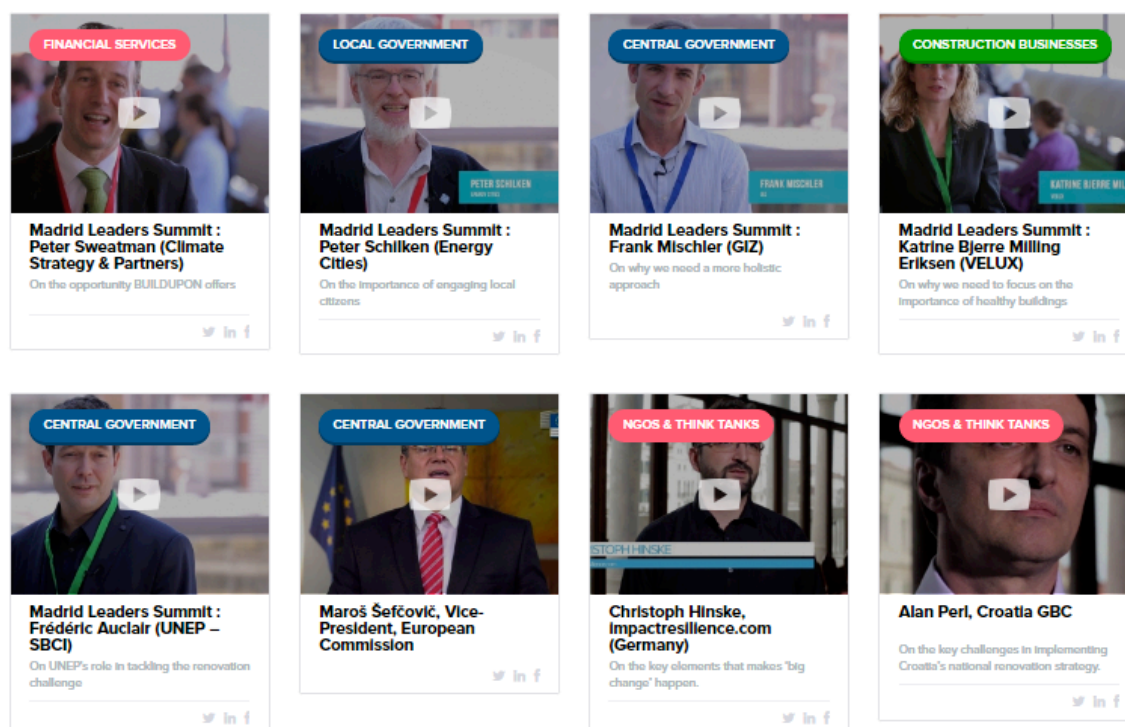 FINANCIAL SERVICES
LOCAL GOVERNMENT
CENTRAL GOVERNMENT
CONSTRUCTION BUSINESSES
PETER SCHILKEN
ENERGY CITIES
FRANK MISCHLER
GIZ
KATRINE BJERRE MIL
VELUX
Madrid Leaders Summit :
Peter Sweatman (Climate
Strategy & Partners)
On the opportunity BUILDUPON offers
Madrid Leaders Summit :
Peter Schilken (Energy
Cities)
On the importance of engaging local
citizens
Madrid Leaders Summit :
Frank Mischler (GIZ)
On why we need a more holistic
approach
Madrid Leaders Summit :
Katrine Bjerre Milling
Eriksen (VELUX)
On why we need to focus on the
importance of healthy buildings
CENTRAL GOVERNMENT
CENTRAL GOVERNMENT
NGOS & THINK TANKS
NGOS & THINK TANKS
ISTOPH HINSKE
Madrid Leaders Summit :
Frédéric Auclair (UNEP –
SBCI)
On UNEP's role in tackling the renovation
challenge
Maroš Šefčovič, Vice-
President, European
Commission
Christoph Hinske,
impactresilience.com
(Germany)
On the key elements that makes 'big
change' happen.
Alan Perl, Croatia GBC
On the key challenges in implementing
Croatia's national renovation strategy.